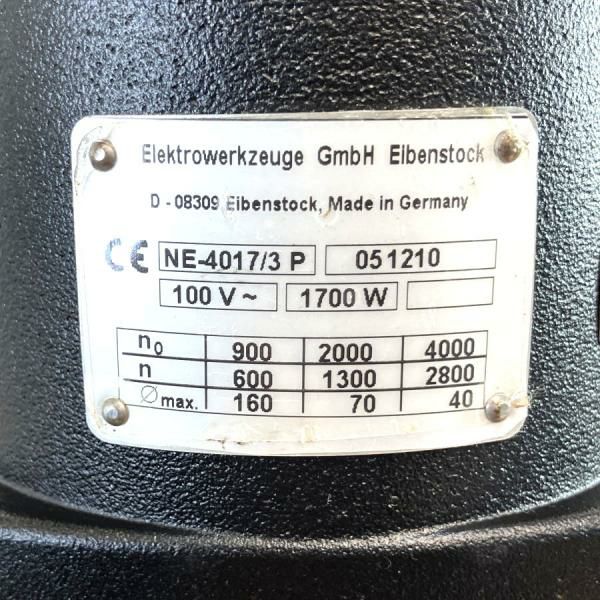 Elektrowerkzeuge GmbH Eibenstock
D - 08309 Eibenstock, Made in Germany
CE NE-4017/3 P 051210
100 V ~ 1700 W
n₀ 900 2000 4000
n 600 1300 2800
∅ max. 160 70 40